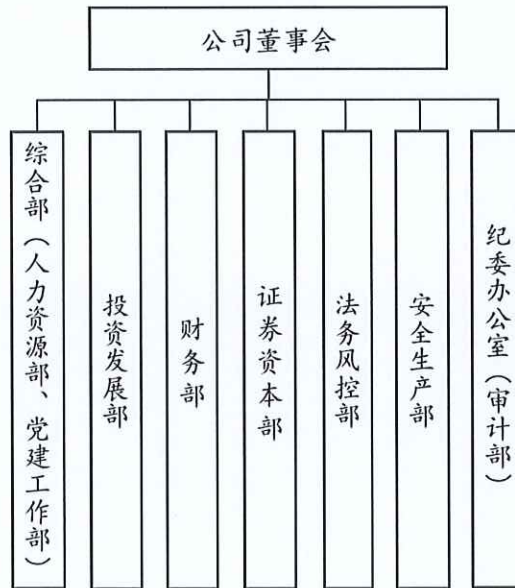 公司董事会
综合部（人力资源部、党建工作部）
投资发展部
财务部
证券资本部
法务风控部
安全生产部
纪委办公室（审计部）